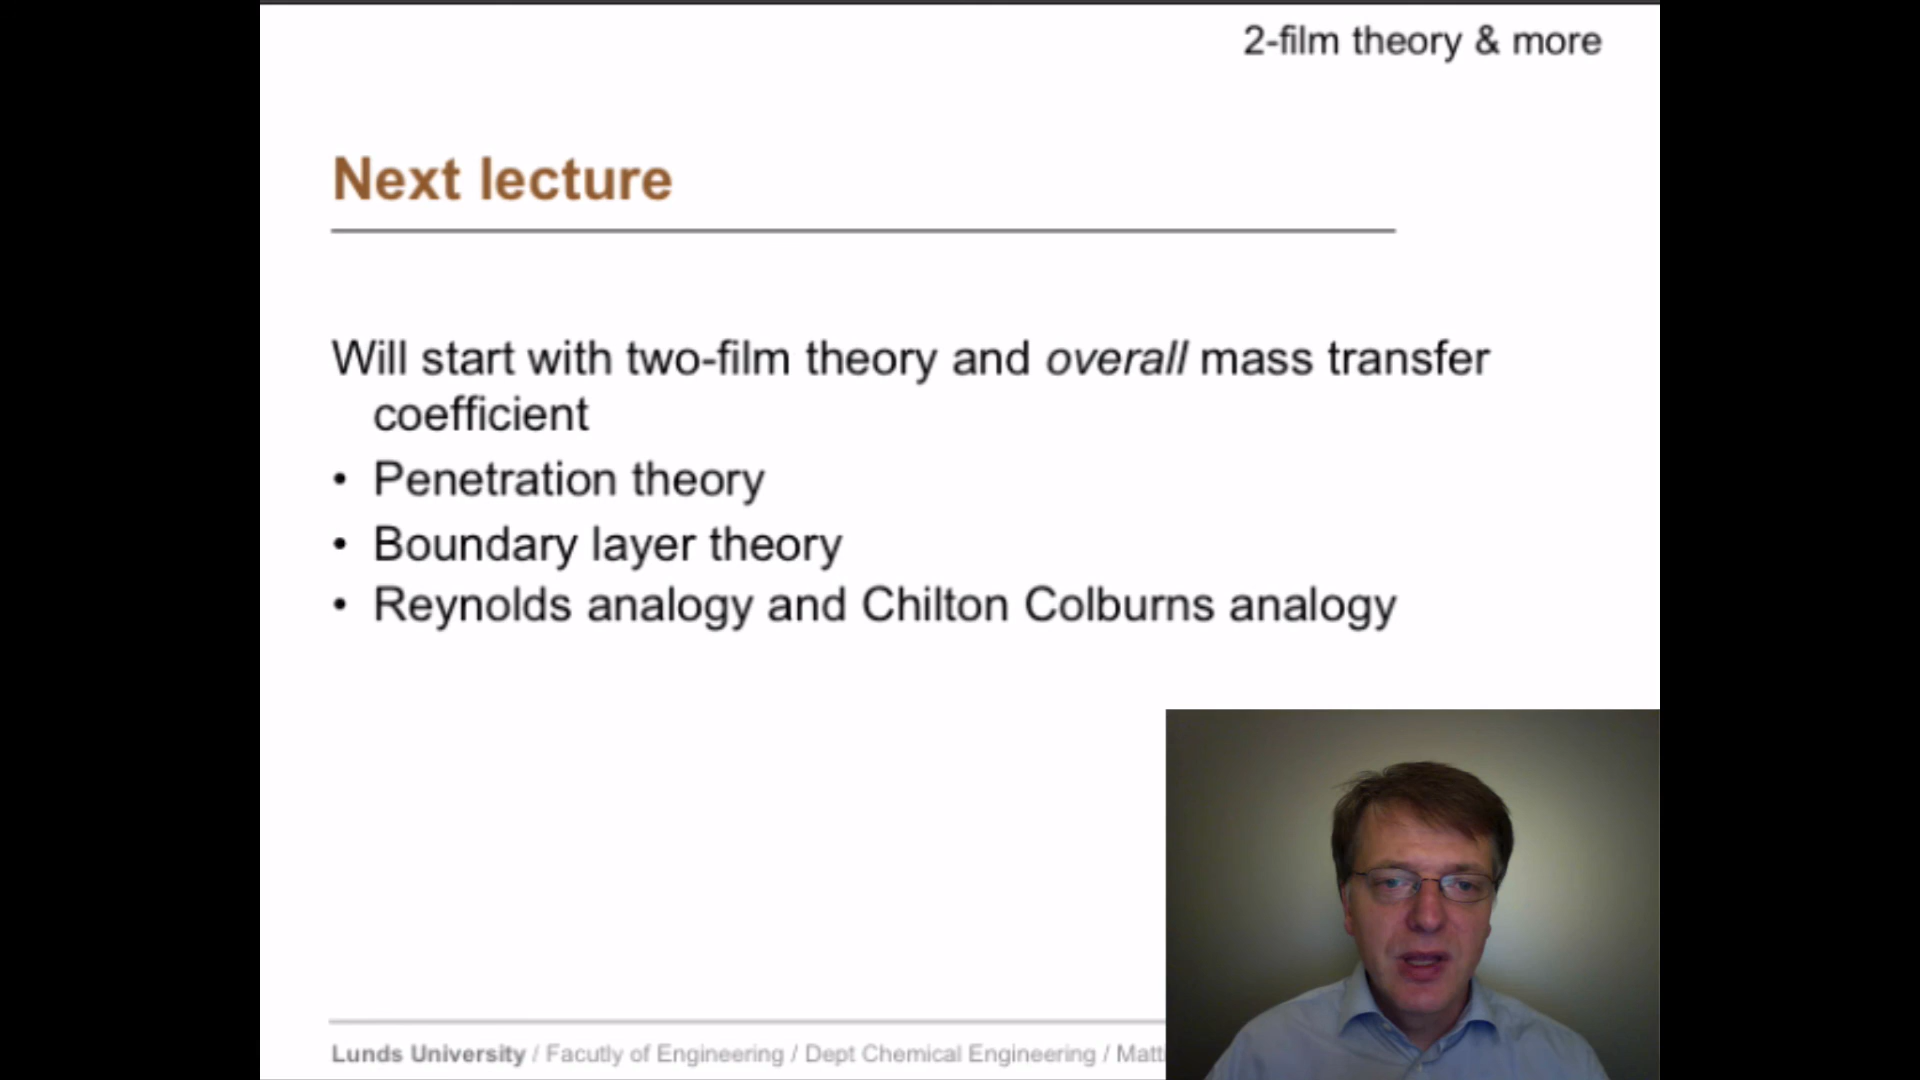 2-film theory & more
Next lecture
Will start with two-film theory and overall mass transfer
coefficient
• Penetration theory
• Boundary layer theory
• Reynolds analogy and Chilton Colburns analogy
Lunds University / Facutly of Engineering / Dept Chemical Engineering / Matti